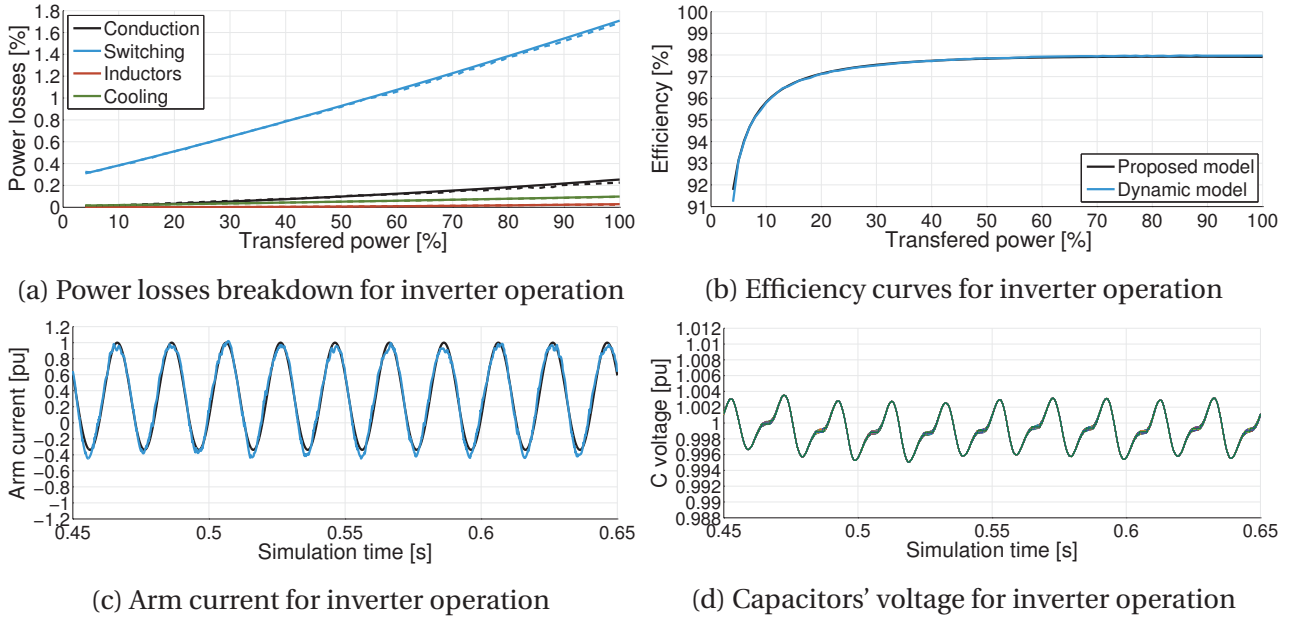 1.8
1.6
1.4
1.2
1
0.8
0.6
0.4
0.2
0
Power losses [%]
Conduction
Switching
Inductors
Cooling
0 10 20 30 40 50 60 70 80 90 100
Transfered power [%]
(a) Power losses breakdown for inverter operation
100
99
98
97
96
95
94
93
92
91
Efficiency [%]
Proposed model
Dynamic model
0 10 20 30 40 50 60 70 80 90 100
Transfered power [%]
(b) Efficiency curves for inverter operation
1.2
1
0.8
0.6
0.4
0.2
0
−0.2
−0.4
−0.6
−0.8
−1
−1.2
Arm current [pu]
0.45 0.5 0.55 0.6 0.65
Simulation time [s]
(c) Arm current for inverter operation
1.012
1.01
1.008
1.006
1.004
1.002
1
0.998
0.996
0.994
0.992
0.99
0.988
C voltage [pu]
0.45 0.5 0.55 0.6 0.65
Simulation time [s]
(d) Capacitors’ voltage for inverter operation